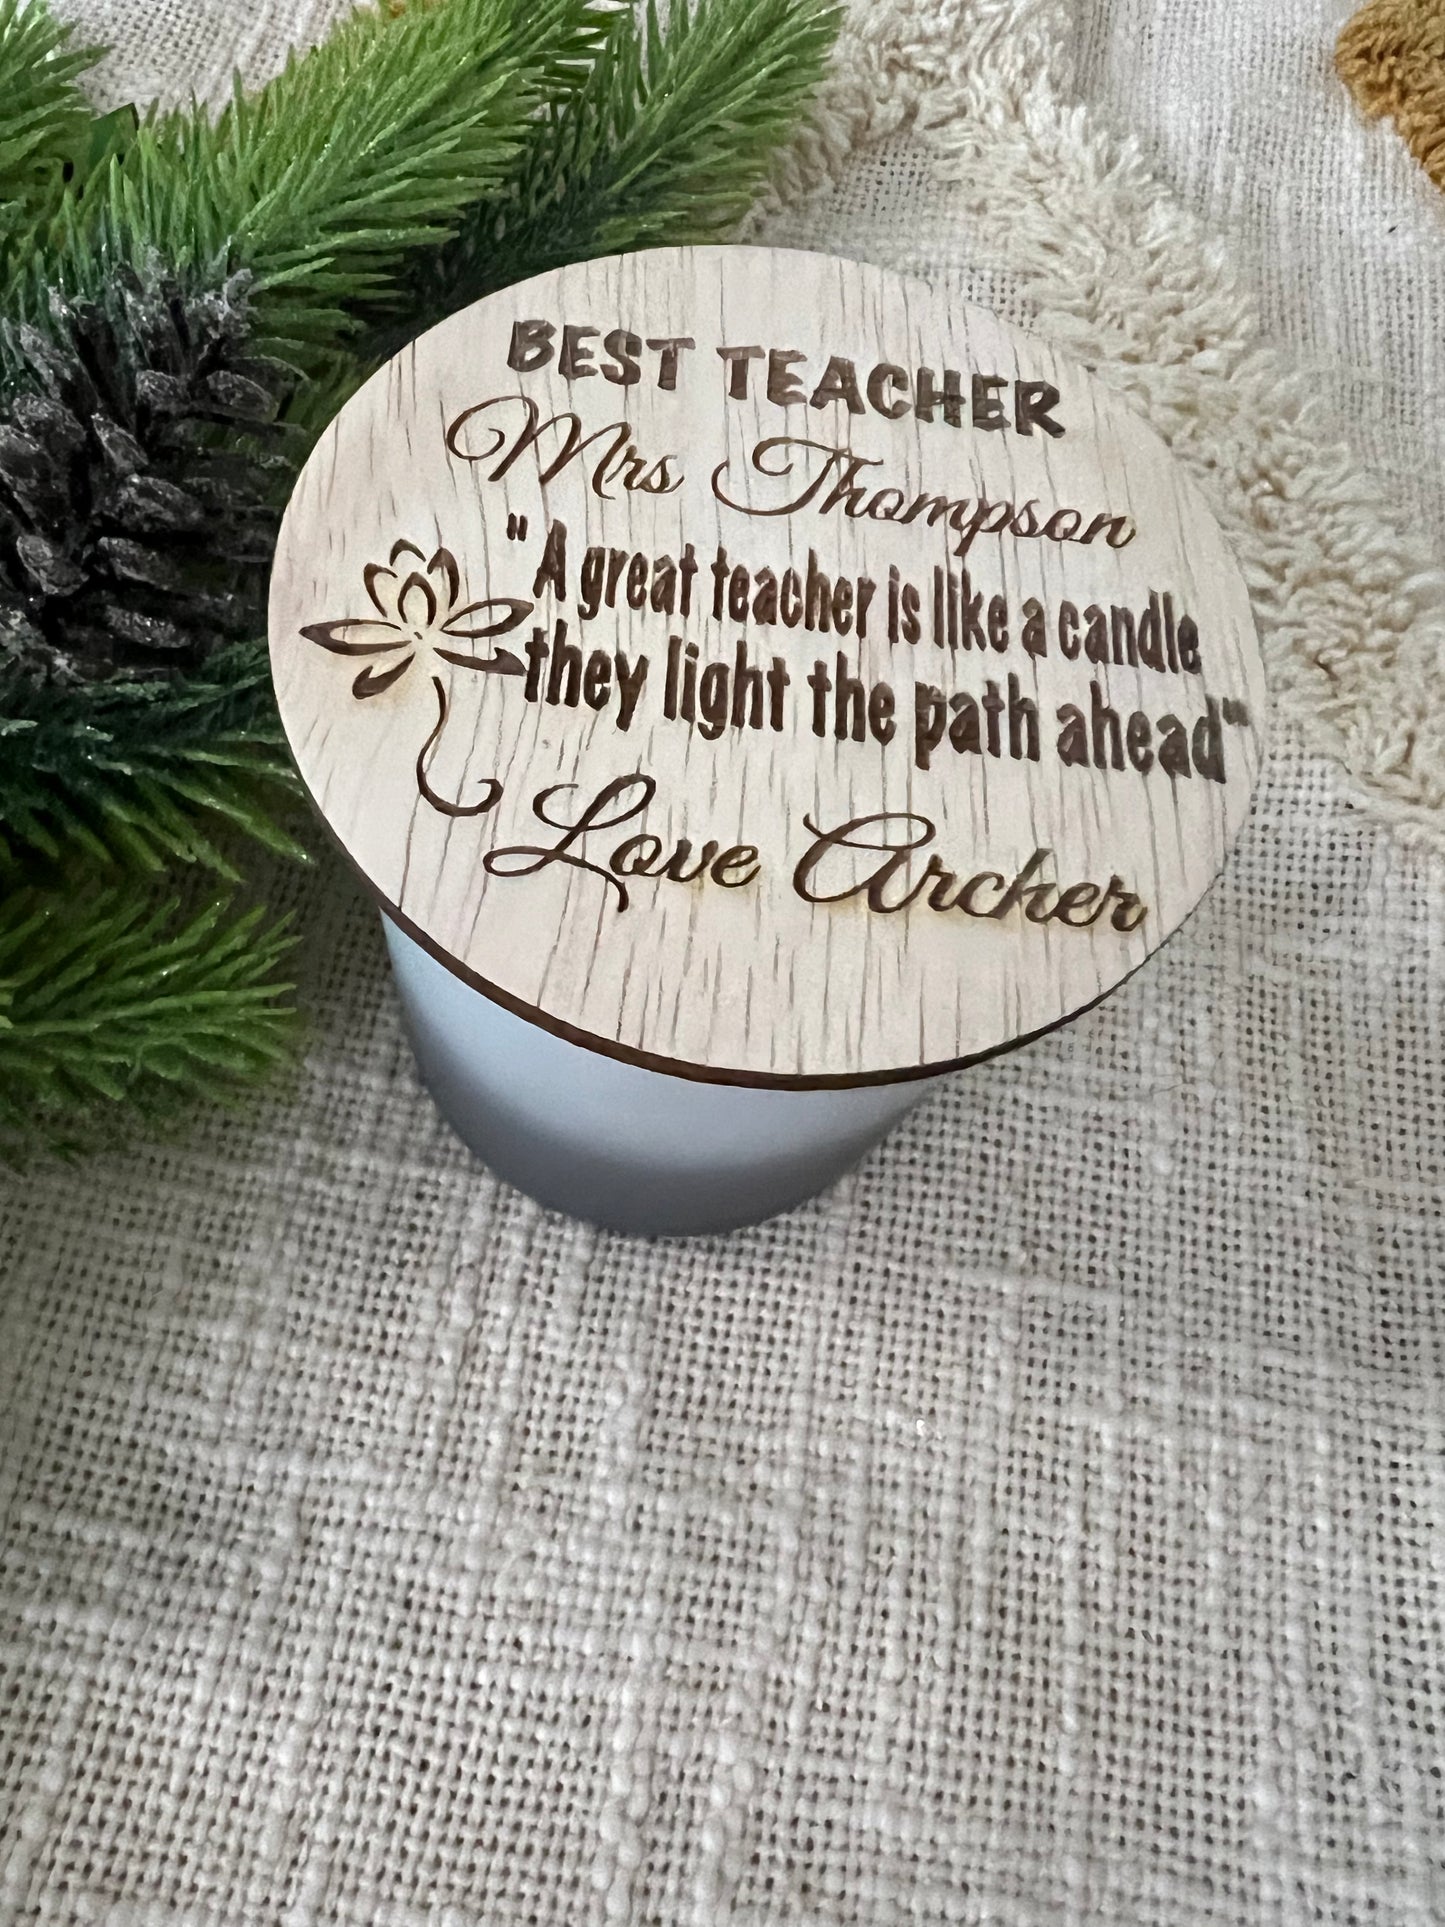 BEST TEACHER
Mrs Thompson
"A great teacher is like a candle
they light the path ahead"
Love Archer